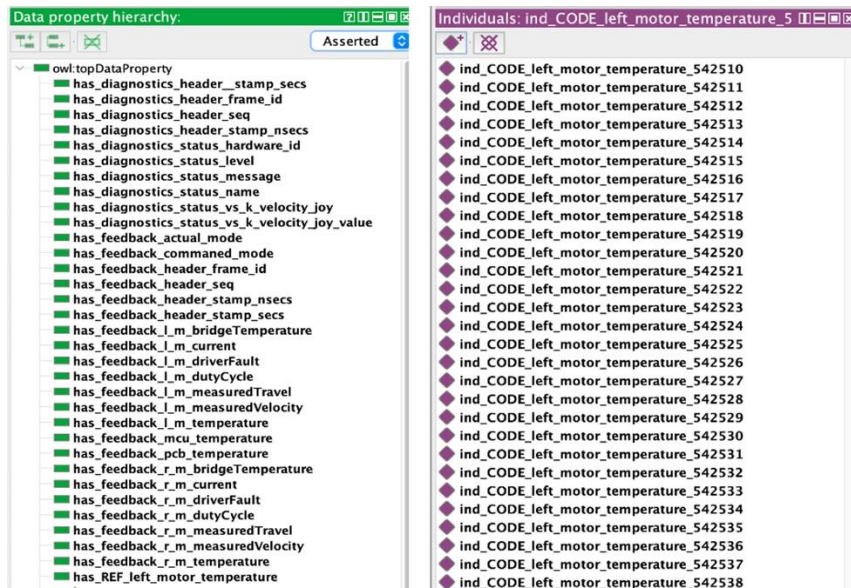 Data property hierarchy:
Asserted
owl:topDataProperty
has_diagnostics_header__stamp_secs
has_diagnostics_header_frame_id
has_diagnostics_header_seq
has_diagnostics_header_stamp_nsecs
has_diagnostics_status_hardware_id
has_diagnostics_status_level
has_diagnostics_status_message
has_diagnostics_status_name
has_diagnostics_status_vs_k_velocity_joy
has_diagnostics_status_vs_k_velocity_joy_value
has_feedback_actual_mode
has_feedback_commaned_mode
has_feedback_header_frame_id
has_feedback_header_seq
has_feedback_header_stamp_nsecs
has_feedback_header_stamp_secs
has_feedback_l_m_bridgeTemperature
has_feedback_l_m_current
has_feedback_l_m_driverFault
has_feedback_l_m_dutyCycle
has_feedback_l_m_measuredTravel
has_feedback_l_m_measuredVelocity
has_feedback_l_m_temperature
has_feedback_mcu_temperature
has_feedback_pcb_temperature
has_feedback_r_m_bridgeTemperature
has_feedback_r_m_current
has_feedback_r_m_driverFault
has_feedback_r_m_dutyCycle
has_feedback_r_m_measuredTravel
has_feedback_r_m_measuredVelocity
has_feedback_r_m_temperature
has_REF_left_motor_temperature
Individuals: ind_CODE_left_motor_temperature_5
ind_CODE_left_motor_temperature_542510
ind_CODE_left_motor_temperature_542511
ind_CODE_left_motor_temperature_542512
ind_CODE_left_motor_temperature_542513
ind_CODE_left_motor_temperature_542514
ind_CODE_left_motor_temperature_542515
ind_CODE_left_motor_temperature_542516
ind_CODE_left_motor_temperature_542517
ind_CODE_left_motor_temperature_542518
ind_CODE_left_motor_temperature_542519
ind_CODE_left_motor_temperature_542520
ind_CODE_left_motor_temperature_542521
ind_CODE_left_motor_temperature_542522
ind_CODE_left_motor_temperature_542523
ind_CODE_left_motor_temperature_542524
ind_CODE_left_motor_temperature_542525
ind_CODE_left_motor_temperature_542526
ind_CODE_left_motor_temperature_542527
ind_CODE_left_motor_temperature_542528
ind_CODE_left_motor_temperature_542529
ind_CODE_left_motor_temperature_542530
ind_CODE_left_motor_temperature_542531
ind_CODE_left_motor_temperature_542532
ind_CODE_left_motor_temperature_542533
ind_CODE_left_motor_temperature_542534
ind_CODE_left_motor_temperature_542535
ind_CODE_left_motor_temperature_542536
ind_CODE_left_motor_temperature_542537
ind_CODE_left_motor_temperature_542538